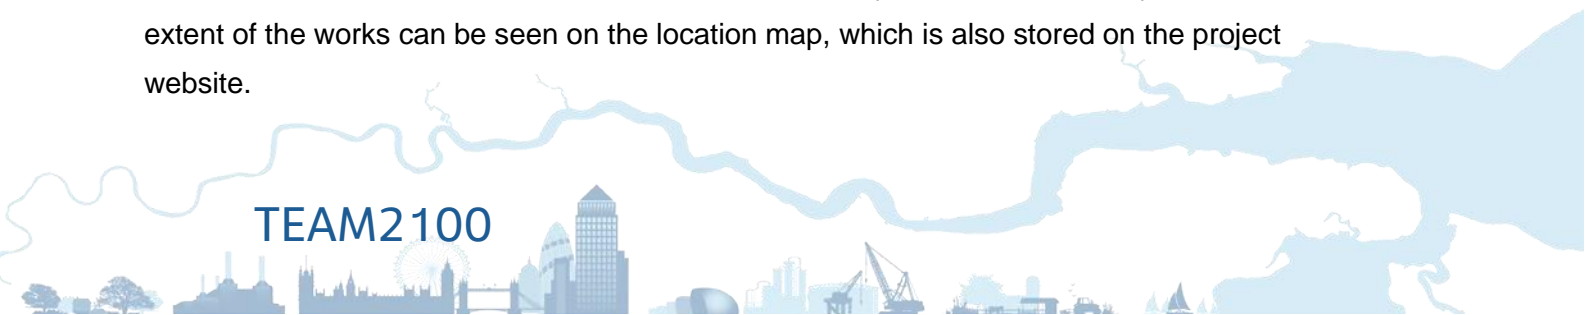 extent of the works can be seen on the location map, which is also stored on the project
website.
TEAM2100